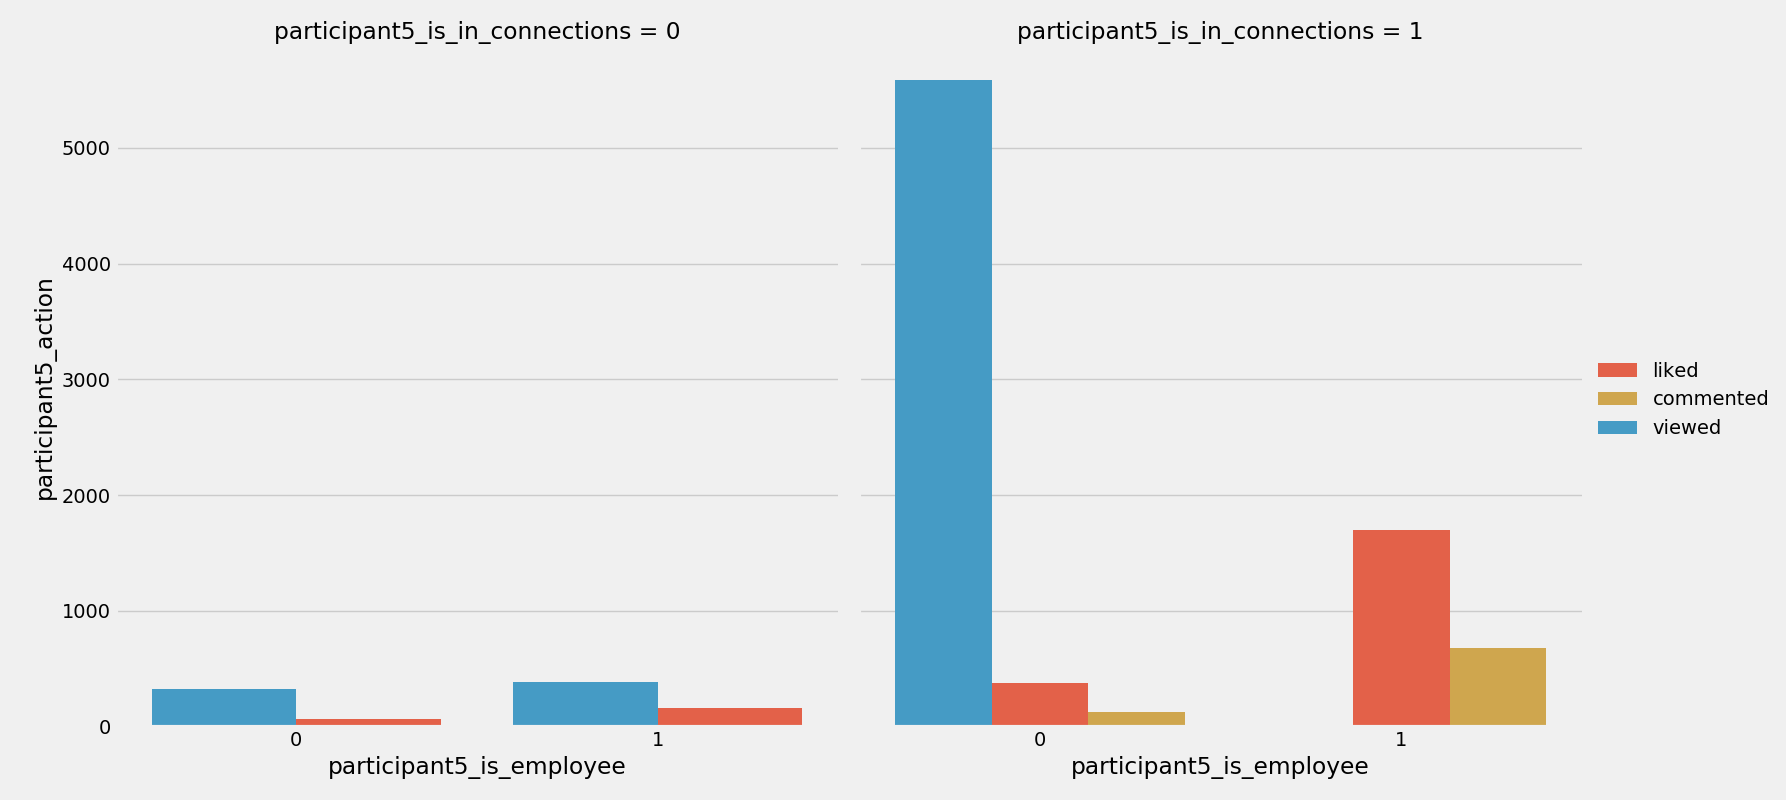 participant5_is_in_connections = 0
participant5_is_in_connections = 1
participant5_action
5000
4000
3000
2000
1000
0
0
1
0
1
participant5_is_employee
participant5_is_employee
liked
commented
viewed